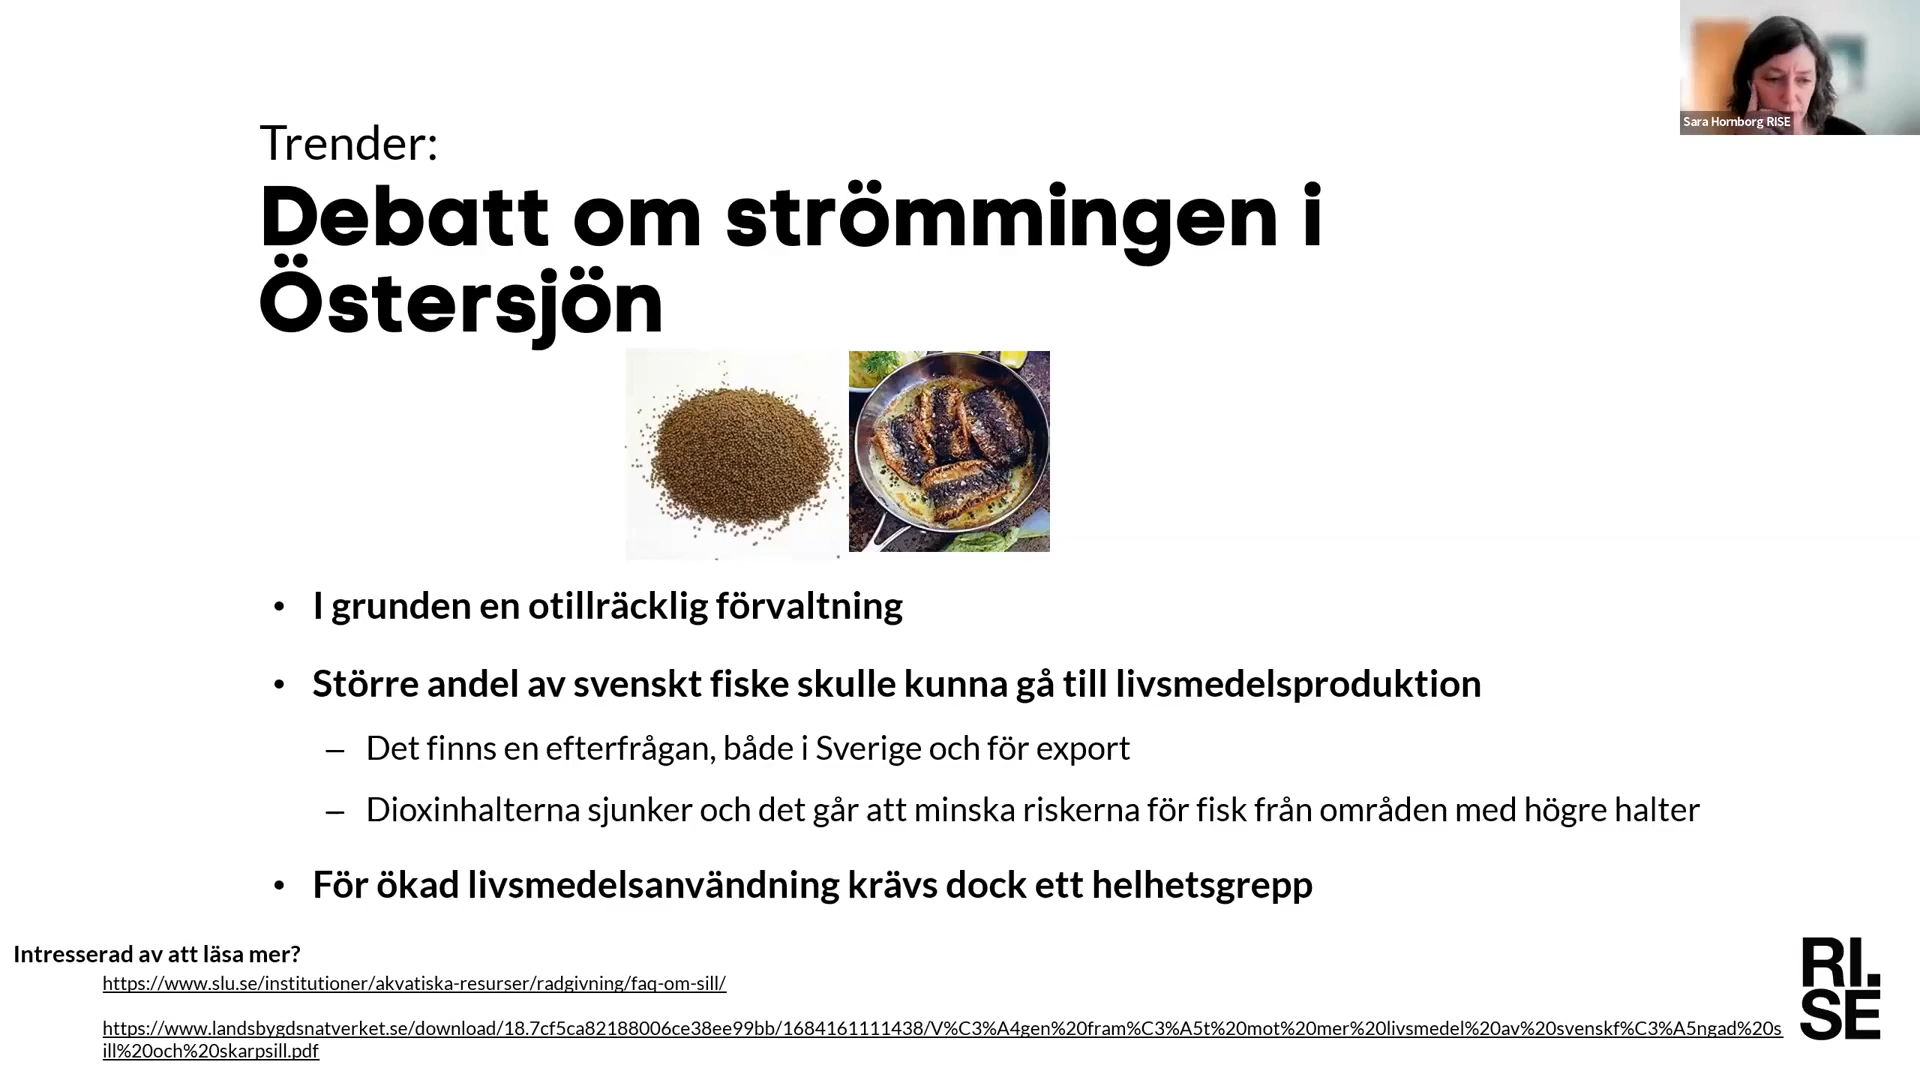 Sara Hornborg RISE
Trender:
Debatt om strömmingen i
Östersjön
• I grunden en otillräcklig förvaltning
• Större andel av svenskt fiske skulle kunna gå till livsmedelsproduktion
– Det finns en efterfrågan, både i Sverige och för export
– Dioxinhalterna sjunker och det går att minska riskerna för fisk från områden med högre halter
• För ökad livsmedelsanvändning krävs dock ett helhetsgrepp
Intresserad av att läsa mer?
https://www.slu.se/institutioner/akvatiska-resurser/radgivning/faq-om-sill/
https://www.landsbygdsnatverket.se/download/18.7cf5ca82188006ce38ee99bb/1684161111438/V%C3%A4gen%20fram%C3%A5t%20mot%20mer%20livsmedel%20av%20svenskf%C3%A5ngad%20s
ill%20och%20skarpsill.pdf
RI.
SE